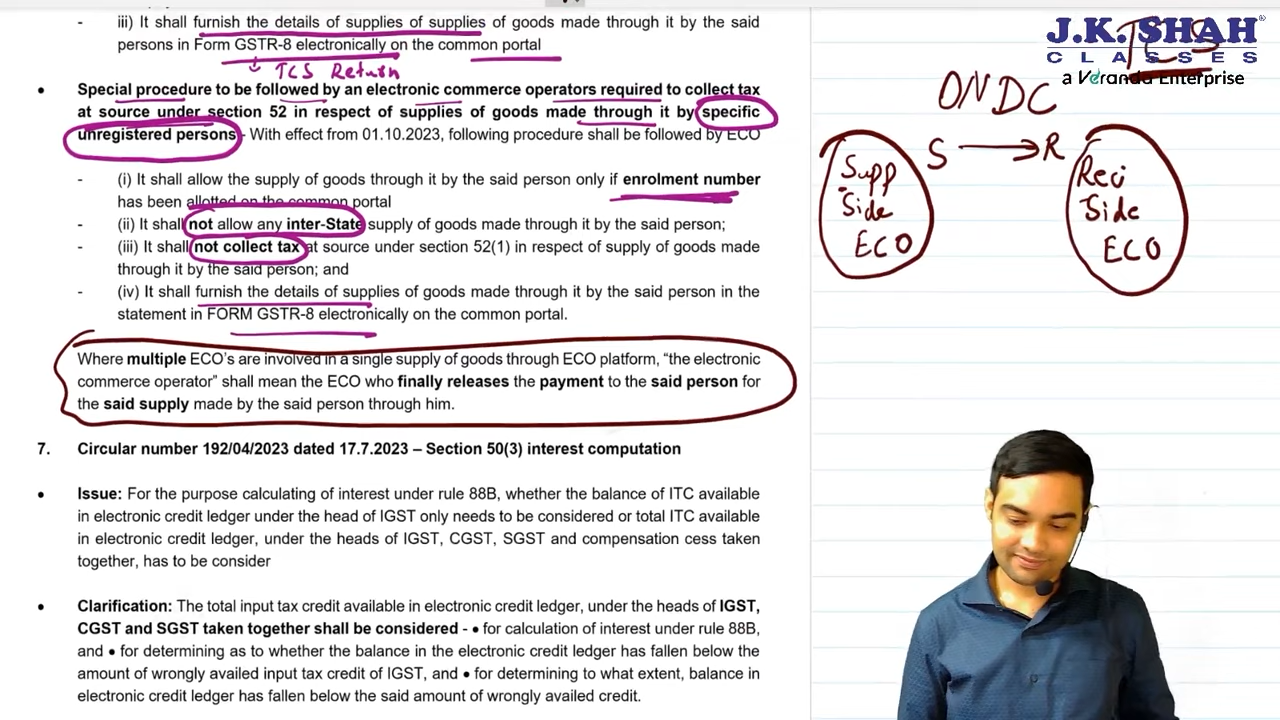 - iii) It shall furnish the details of supplies of supplies of goods made through it by the said
persons in Form GSTR-8 electronically on the common portal
TCS Return
• Special procedure to be followed by an electronic commerce operators required to collect tax
at source under section 52 in respect of supplies of goods made through it by specific
unregistered persons - With effect from 01.10.2023, following procedure shall be followed by ECO
- (i) It shall allow the supply of goods through it by the said person only if enrolment number
has been allotted on the common portal
- (ii) It shall not allow any inter-State supply of goods made through it by the said person;
- (iii) It shall not collect tax at source under section 52(1) in respect of supply of goods made
through it by the said person; and
- (iv) It shall furnish the details of supplies of goods made through it by the said person in the
statement in FORM GSTR-8 electronically on the common portal.
Where multiple ECO's are involved in a single supply of goods through ECO platform, “the electronic
commerce operator” shall mean the ECO who finally releases the payment to the said person for
the said supply made by the said person through him.
7. Circular number 192/04/2023 dated 17.7.2023 – Section 50(3) interest computation
• Issue: For the purpose calculating of interest under rule 88B, whether the balance of ITC available
in electronic credit ledger under the head of IGST only needs to be considered or total ITC available
in electronic credit ledger, under the heads of IGST, CGST, SGST and compensation cess taken
together, has to be consider
• Clarification: The total input tax credit available in electronic credit ledger, under the heads of IGST,
CGST and SGST taken together shall be considered - • for calculation of interest under rule 88B,
and • for determining as to whether the balance in the electronic credit ledger has fallen below the
amount of wrongly availed input tax credit of IGST, and • for determining to what extent, balance in
electronic credit ledger has fallen below the said amount of wrongly availed credit.
J.K. SHAH®
CLASSES
a Veranda Enterprise
TCS
ONDC
S → R
Supp
Side
ECO
Reci
Side
ECO